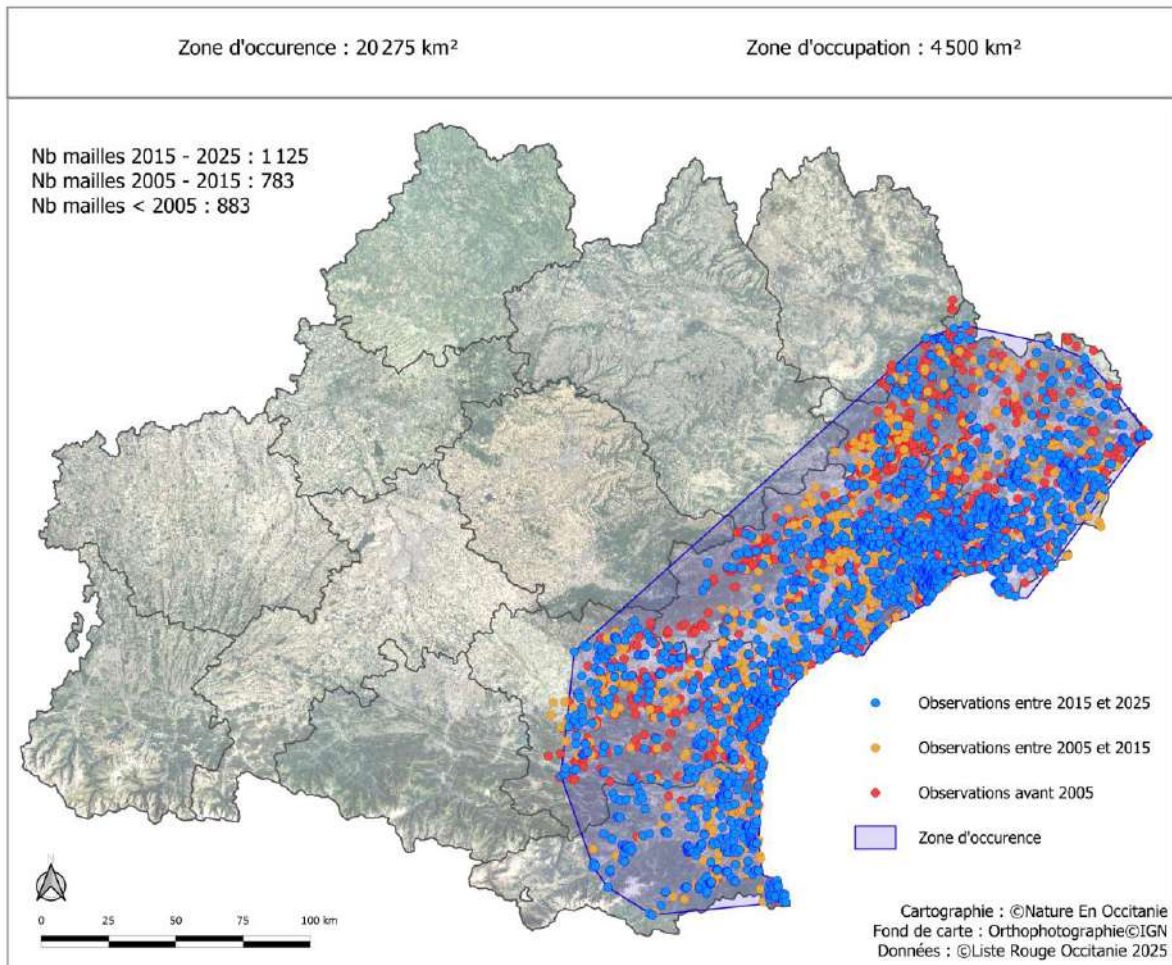 Zone d'occurence : 20 275 km²
Zone d'occupation : 4 500 km²
Nb mailles 2015 - 2025 : 1 125
Nb mailles 2005 - 2015 : 783
Nb mailles < 2005 : 883
Observations entre 2015 et 2025
Observations entre 2005 et 2015
Observations avant 2005
Zone d'occurence
N
0 25 50 75 100 km
Cartographie : ©Nature En Occitanie
Fond de carte : Orthophotographie©IGN
Données : ©Liste Rouge Occitanie 2025